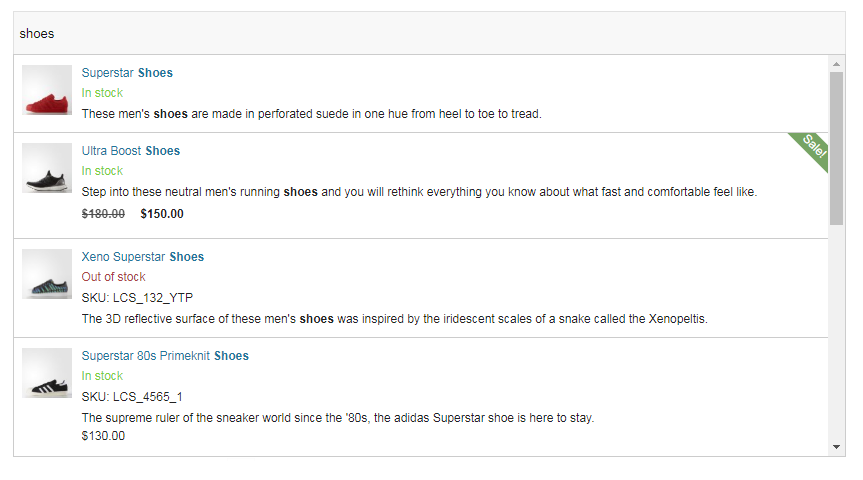 shoes
Superstar Shoes
In stock
These men's shoes are made in perforated suede in one hue from heel to toe to tread.
Ultra Boost Shoes
Sale!
In stock
Step into these neutral men's running shoes and you will rethink everything you know about what fast and comfortable feel like.
$180.00 $150.00
Xeno Superstar Shoes
Out of stock
SKU: LCS_132_YTP
The 3D reflective surface of these men's shoes was inspired by the iridescent scales of a snake called the Xenopeltis.
Superstar 80s Primeknit Shoes
In stock
SKU: LCS_4565_1
The supreme ruler of the sneaker world since the '80s, the adidas Superstar shoe is here to stay.
$130.00